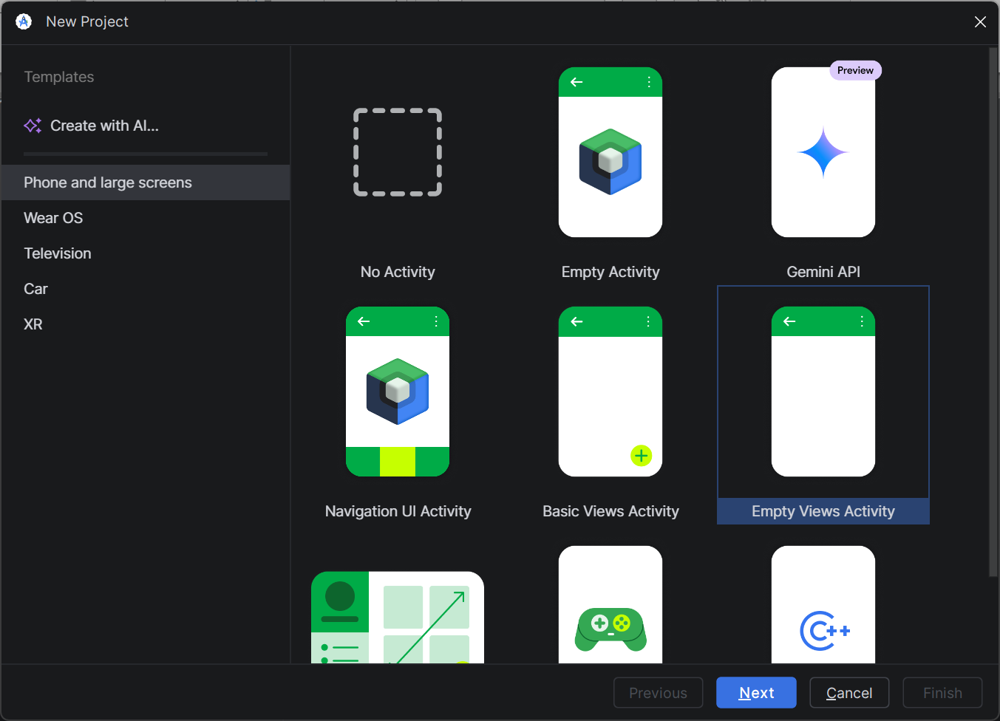 New Project
Templates
Create with AI...
Phone and large screens
Wear OS
Television
Car
XR
Preview
No Activity
Empty Activity
Gemini API
Navigation UI Activity
Basic Views Activity
Empty Views Activity
C++
Previous
Next
Cancel
Finish